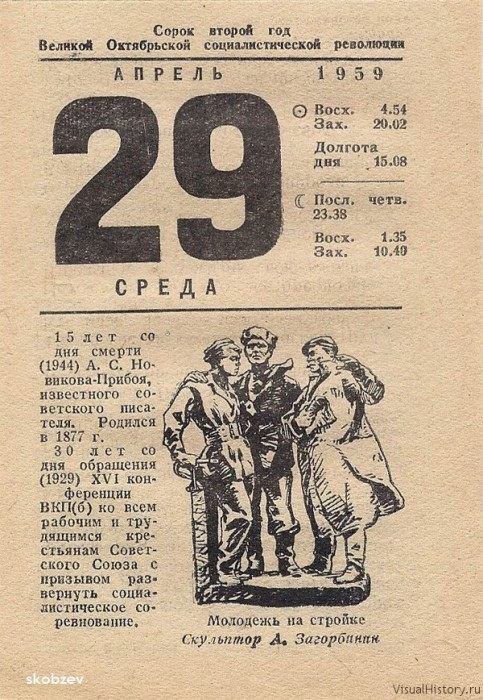 Сорок второй год
Великой Октябрьской социалистической революции
АПРЕЛЬ 1959
29
Восх. 4.54
Зах. 20.02
Долгота
дня 15.08
Посл. четв.
23.38
Восх. 1.35
Зах. 10.40
СРЕДА
15 лет со
дня смерти
(1944) А. С. Но-
викова-Прибоя,
известного со-
ветского писа-
теля. Родился
в 1877 г.
30 лет со
дня обращения
(1929) XVI кон-
ференции
ВКП(б) ко всем
рабочим и тру-
дящимся кре-
стьянам Совет-
ского Союза с
призывом раз-
вернуть социа-
листическое со-
ревнование.
Молодежь на стройке
Скульптор А. Загорбинин
skobzev
VisualHistory.ru